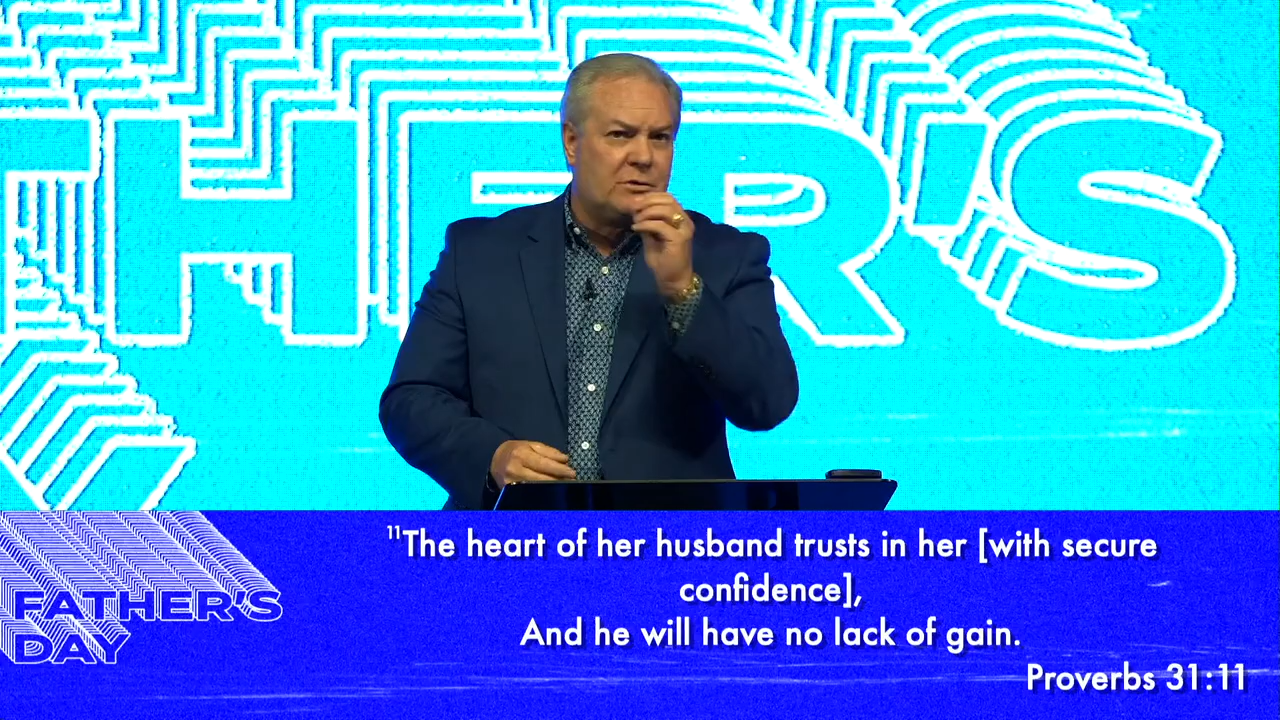 THER'S
FATHER'S
DAY
11The heart of her husband trusts in her [with secure
confidence],
And he will have no lack of gain.
Proverbs 31:11